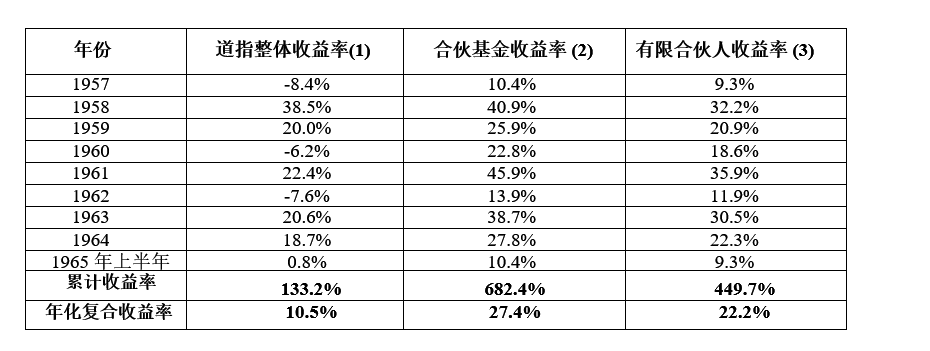 年份 道指整体收益率(1) 合伙基金收益率 (2) 有限合伙人收益率 (3)
1957 -8.4% 10.4% 9.3%
1958 38.5% 40.9% 32.2%
1959 20.0% 25.9% 20.9%
1960 -6.2% 22.8% 18.6%
1961 22.4% 45.9% 35.9%
1962 -7.6% 13.9% 11.9%
1963 20.6% 38.7% 30.5%
1964 18.7% 27.8% 22.3%
1965 年上半年 0.8% 10.4% 9.3%
累计收益率 133.2% 682.4% 449.7%
年化复合收益率 10.5% 27.4% 22.2%